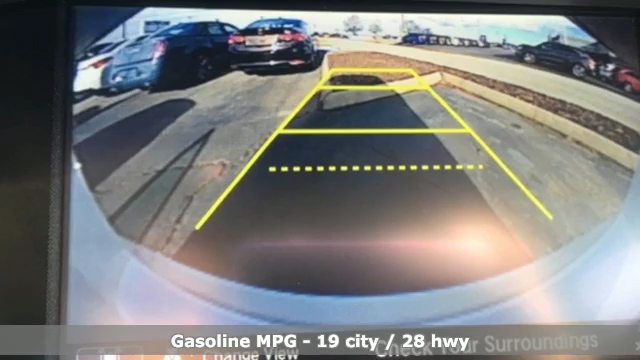 Gasoline MPG - 19 city / 28 hwy
Change View
Check Your Surroundings